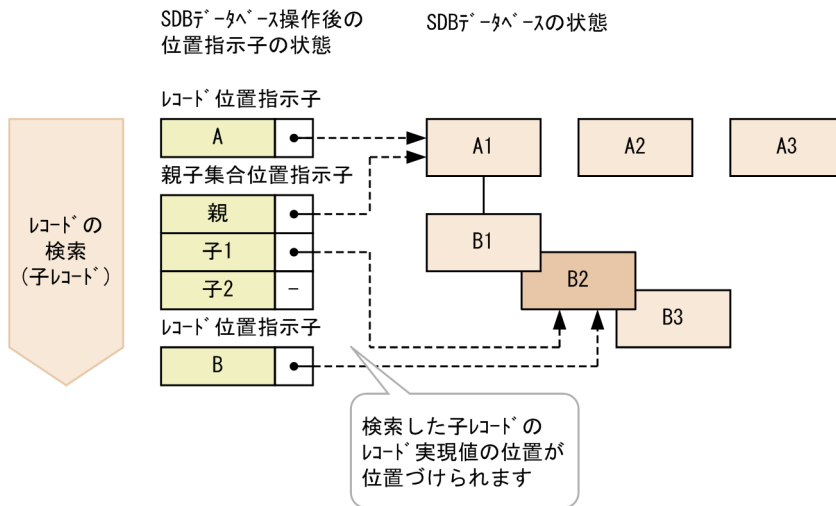 SDBﾃﾞｰﾀﾍﾞｰｽ操作後の
位置指示子の状態
SDBﾃﾞｰﾀﾍﾞｰｽの状態
ﾚｺｰﾄﾞの
検索
(子ﾚｺｰﾄﾞ)
ﾚｺｰﾄﾞ位置指示子
A
親子集合位置指示子
親
子1
子2
−
ﾚｺｰﾄﾞ位置指示子
B
A1
A2
A3
B1
B2
B3
検索した子ﾚｺｰﾄﾞの
ﾚｺｰﾄﾞ実現値の位置が
位置づけられます